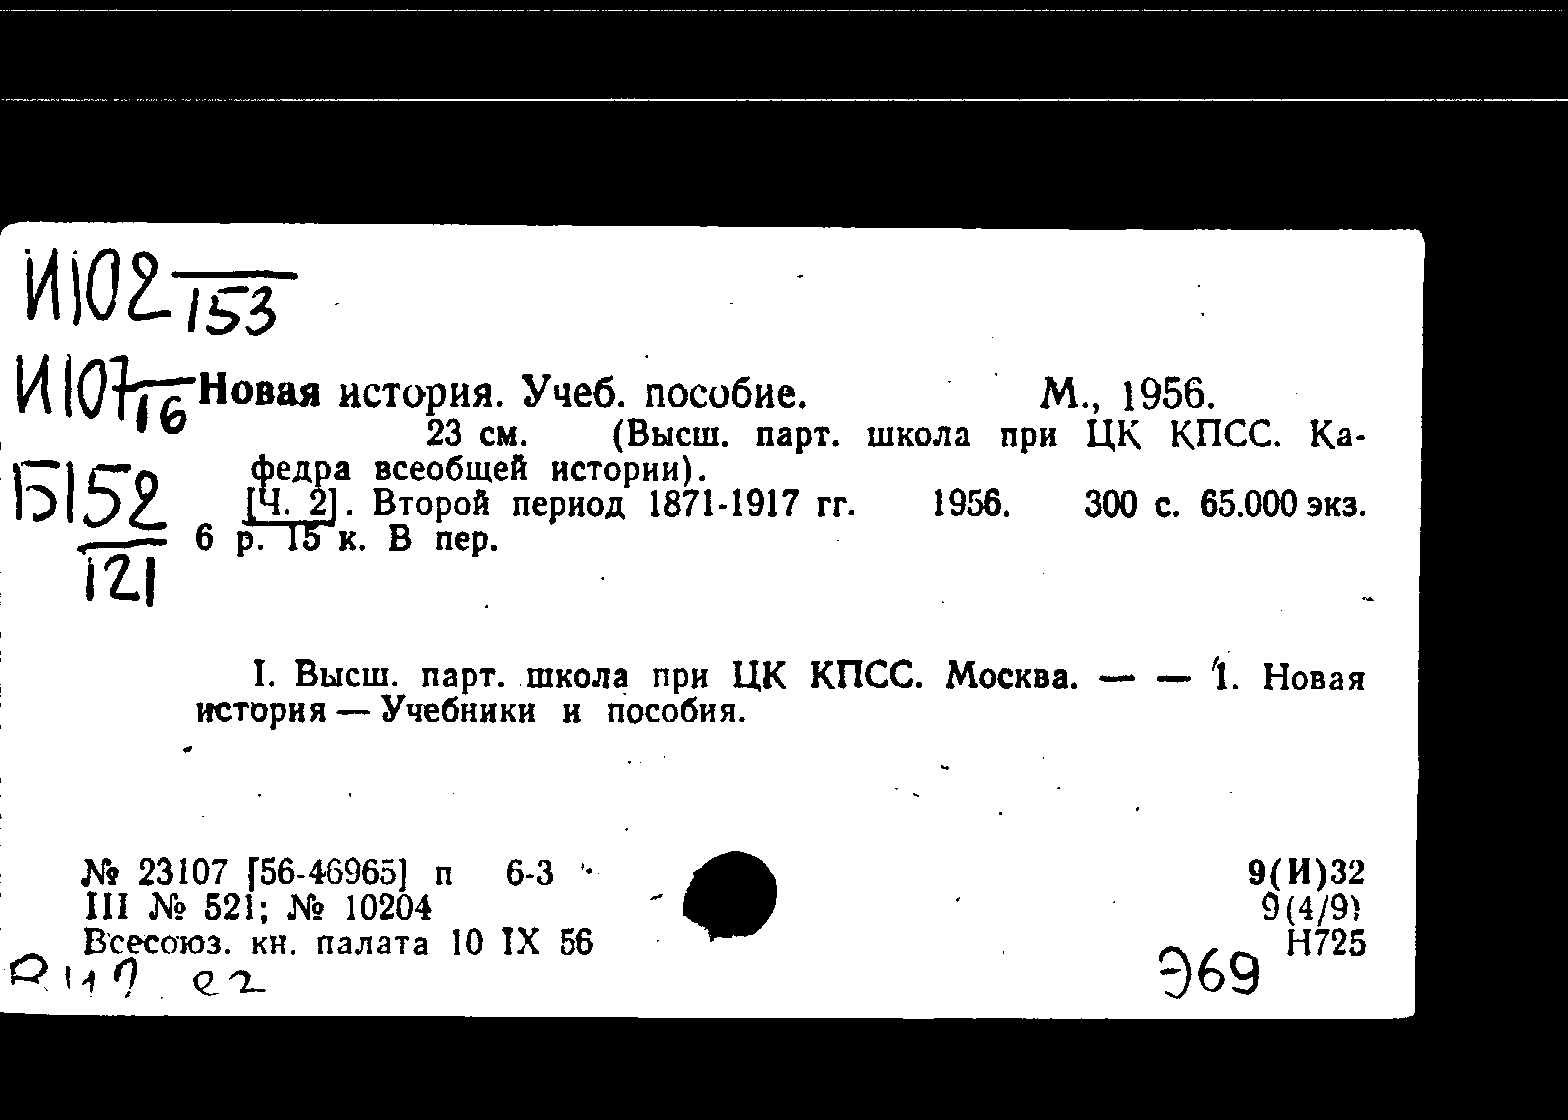 И102
153
И107
16
Новая история. Учеб. пособие. М., 1956.
23 см. (Высш. парт. школа при ЦК КПСС. Ка-
федра всеобщей истории).
Б152
121
[Ч. 2]. Второй период 1871-1917 гг. 1956. 300 с. 65.000 экз.
6 р. 15 к. В пер.
I. Высш. парт. школа при ЦК КПСС. Москва. — — 1. Новая
история — Учебники и пособия.
№ 23107 [56-46965] п 6-3 9(И)32
III № 521; № 10204 9(4/9)
Всесоюз. кн. палата 10 IX 56 Н725
Э69